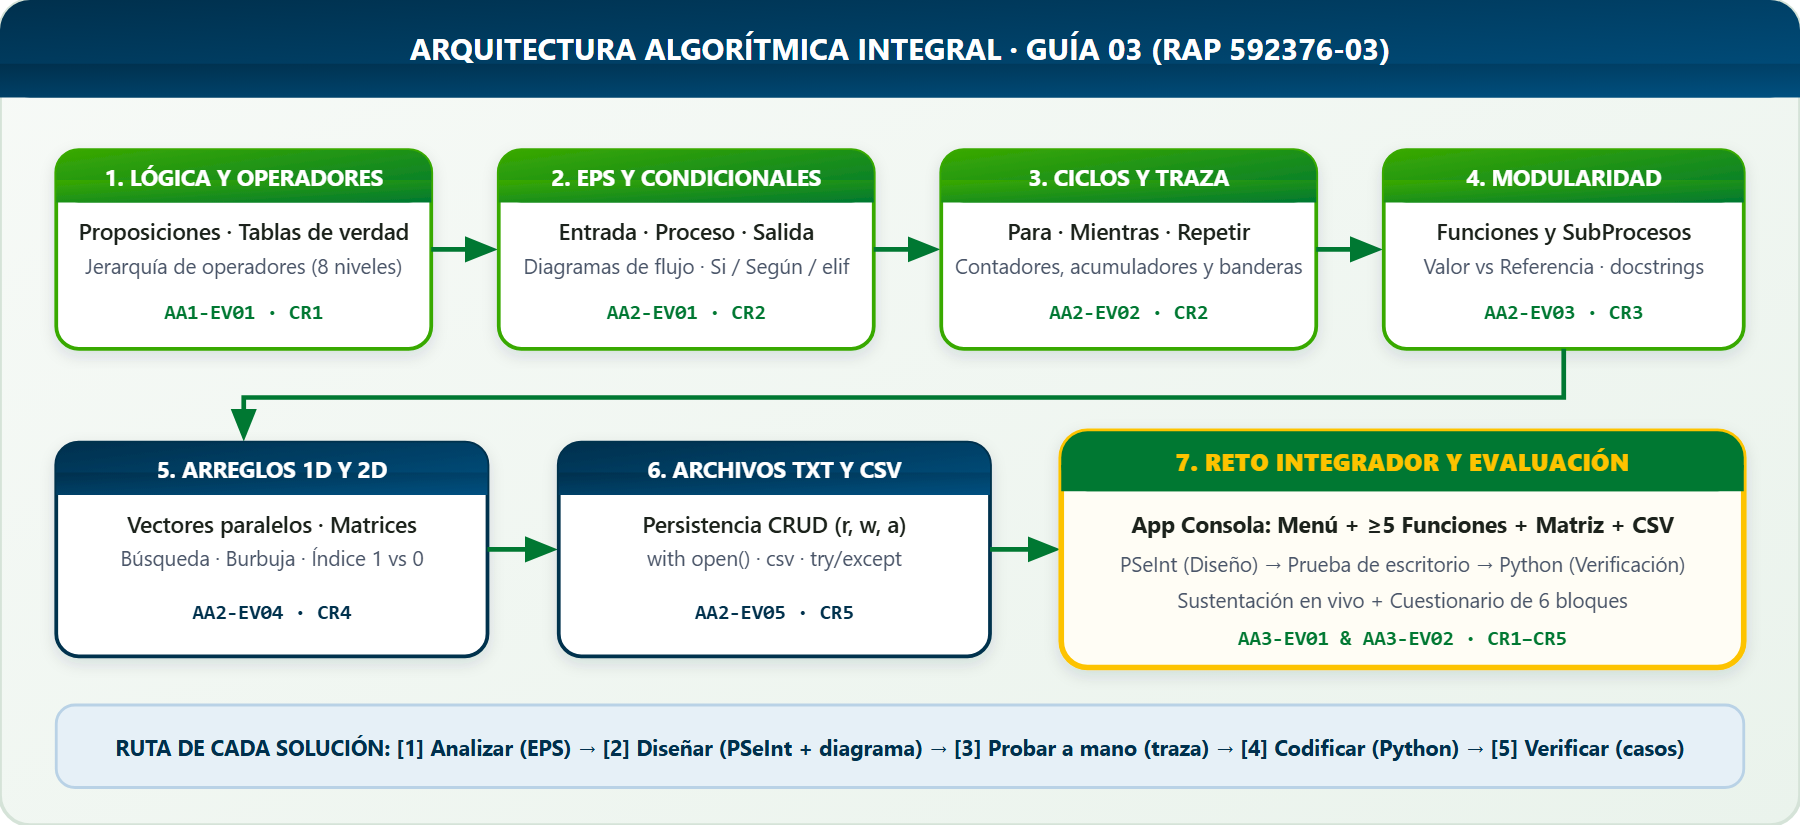 ARQUITECTURA ALGORÍTMICA INTEGRAL · GUÍA 03 (RAP 592376-03)
1. LÓGICA Y OPERADORES
Proposiciones · Tablas de verdad
Jerarquía de operadores (8 niveles)
AA1-EV01 · CR1
2. EPS Y CONDICIONALES
Entrada · Proceso · Salida
Diagramas de flujo · Si / Según / elif
AA2-EV01 · CR2
3. CICLOS Y TRAZA
Para · Mientras · Repetir
Contadores, acumuladores y banderas
AA2-EV02 · CR2
4. MODULARIDAD
Funciones y SubProcesos
Valor vs Referencia · docstrings
AA2-EV03 · CR3
5. ARREGLOS 1D Y 2D
Vectores paralelos · Matrices
Búsqueda · Burbuja · Índice 1 vs 0
AA2-EV04 · CR4
6. ARCHIVOS TXT Y CSV
Persistencia CRUD (r, w, a)
with open() · csv · try/except
AA2-EV05 · CR5
7. RETO INTEGRADOR Y EVALUACIÓN
App Consola: Menú + ≥5 Funciones + Matriz + CSV
PSeInt (Diseño) → Prueba de escritorio → Python (Verificación)
Sustentación en vivo + Cuestionario de 6 bloques
AA3-EV01 & AA3-EV02 · CR1–CR5
RUTA DE CADA SOLUCIÓN: [1] Analizar (EPS) → [2] Diseñar (PSeInt + diagrama) → [3] Probar a mano (traza) → [4] Codificar (Python) → [5] Verificar (casos)